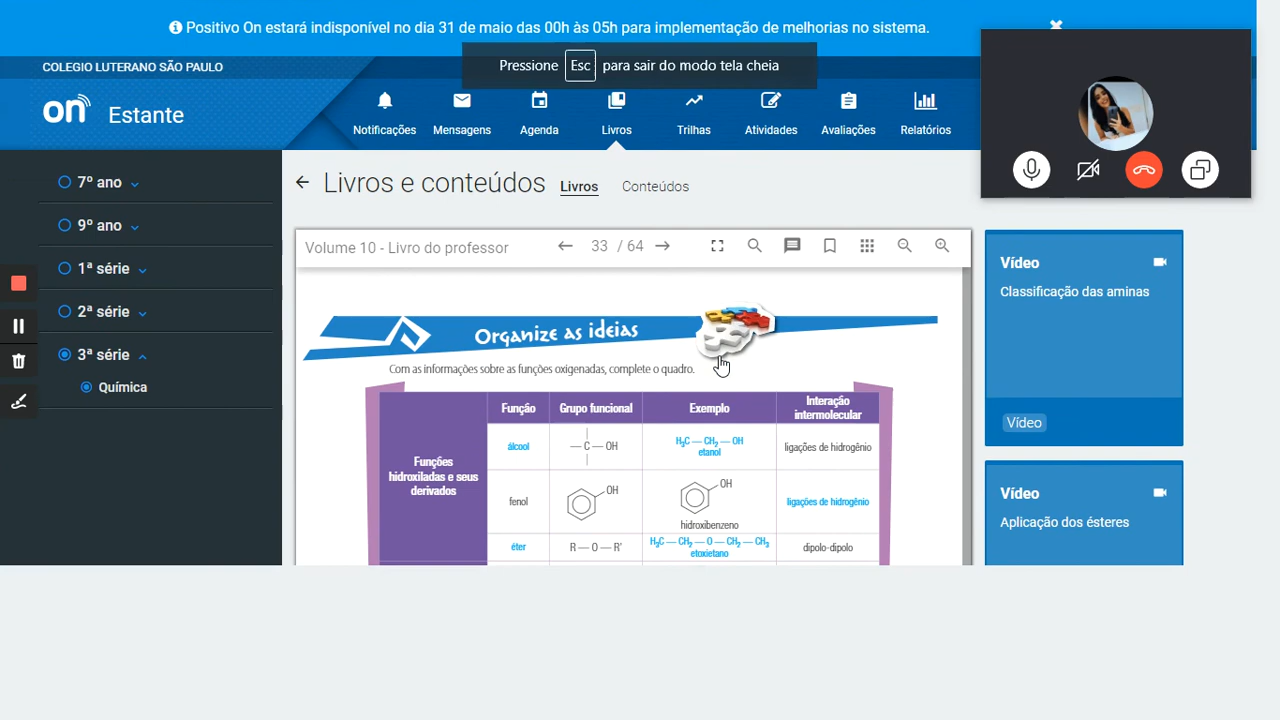 Positivo On estará indisponível no dia 31 de maio das 00h às 05h para implementação de melhorias no sistema.
Pressione Esc para sair do modo tela cheia
COLEGIO LUTERANO SÃO PAULO
on Estante
Notificações
Mensagens
Agenda
Livros
Trilhas
Atividades
Avaliações
Relatórios
7º ano
9º ano
1ª série
2ª série
3ª série
Química
Livros e conteúdos
Livros
Conteúdos
Volume 10 - Livro do professor
33 / 64
Organize as ideias
Com as informações sobre as funções oxigenadas, complete o quadro.
Função
Grupo funcional
Exemplo
Interação
intermolecular
Funções
hidroxiladas e seus
derivados
álcool
— C — OH
H₃C — CH₂ — OH
etanol
ligações de hidrogênio
fenol
OH
OH
hidroxibenzeno
ligações de hidrogênio
éter
R — O — R'
H₃C — CH₂ — O — CH₂ — CH₃
etoxietano
dipolo-dipolo
Vídeo
Classificação das aminas
Vídeo
Vídeo
Aplicação dos ésteres